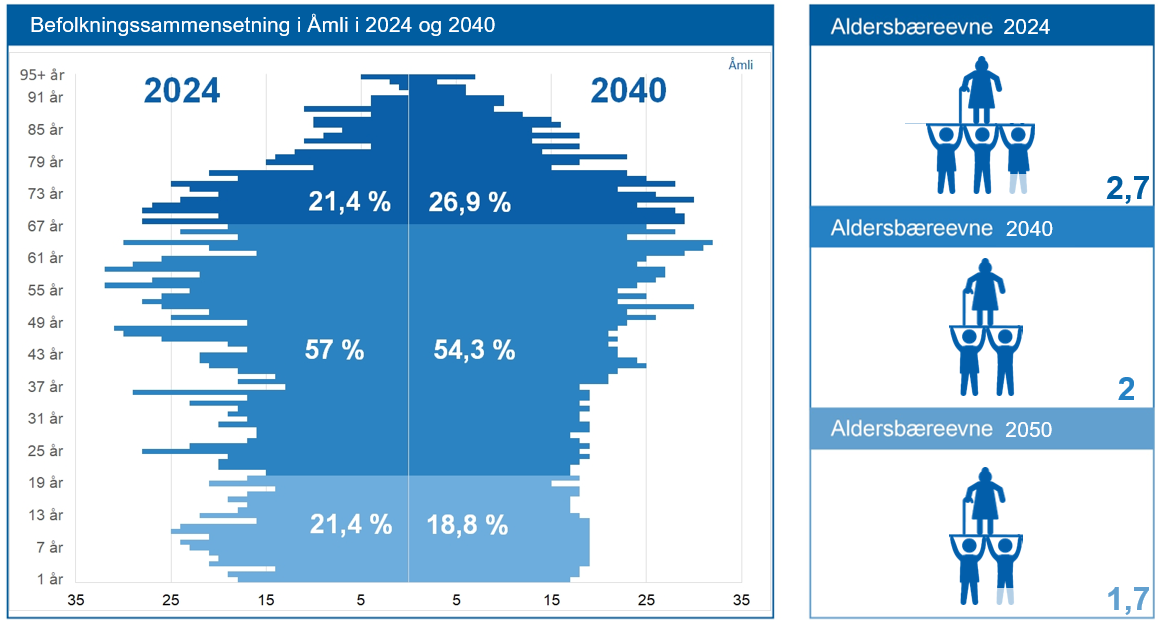 Befolkningssammensetning i Åmli i 2024 og 2040
Åmli
2024
2040
95+ år
91 år
85 år
79 år
73 år
67 år
61 år
55 år
49 år
43 år
37 år
31 år
25 år
19 år
13 år
7 år
1 år
21,4 %
26,9 %
57 %
54,3 %
21,4 %
18,8 %
35
25
15
5
5
15
25
35
Aldersbæreevne 2024
2,7
Aldersbæreevne 2040
2
Aldersbæreevne 2050
1,7